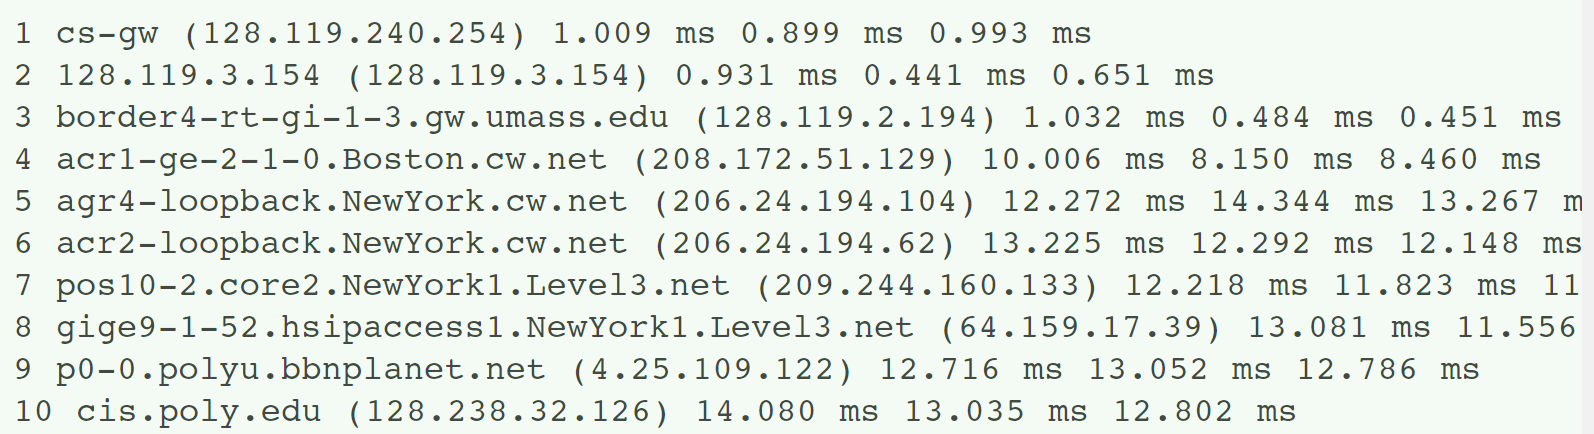 1 cs-gw (128.119.240.254) 1.009 ms 0.899 ms 0.993 ms
2 128.119.3.154 (128.119.3.154) 0.931 ms 0.441 ms 0.651 ms
3 border4-rt-gi-1-3.gw.umass.edu (128.119.2.194) 1.032 ms 0.484 ms 0.451 ms
4 acr1-ge-2-1-0.Boston.cw.net (208.172.51.129) 10.006 ms 8.150 ms 8.460 ms
5 agr4-loopback.NewYork.cw.net (206.24.194.104) 12.272 ms 14.344 ms 13.267 m
6 acr2-loopback.NewYork.cw.net (206.24.194.62) 13.225 ms 12.292 ms 12.148 ms
7 pos10-2.core2.NewYork1.Level3.net (209.244.160.133) 12.218 ms 11.823 ms 11
8 gige9-1-52.hsipaccess1.NewYork1.Level3.net (64.159.17.39) 13.081 ms 11.556
9 p0-0.polyu.bbnplanet.net (4.25.109.122) 12.716 ms 13.052 ms 12.786 ms
10 cis.poly.edu (128.238.32.126) 14.080 ms 13.035 ms 12.802 ms